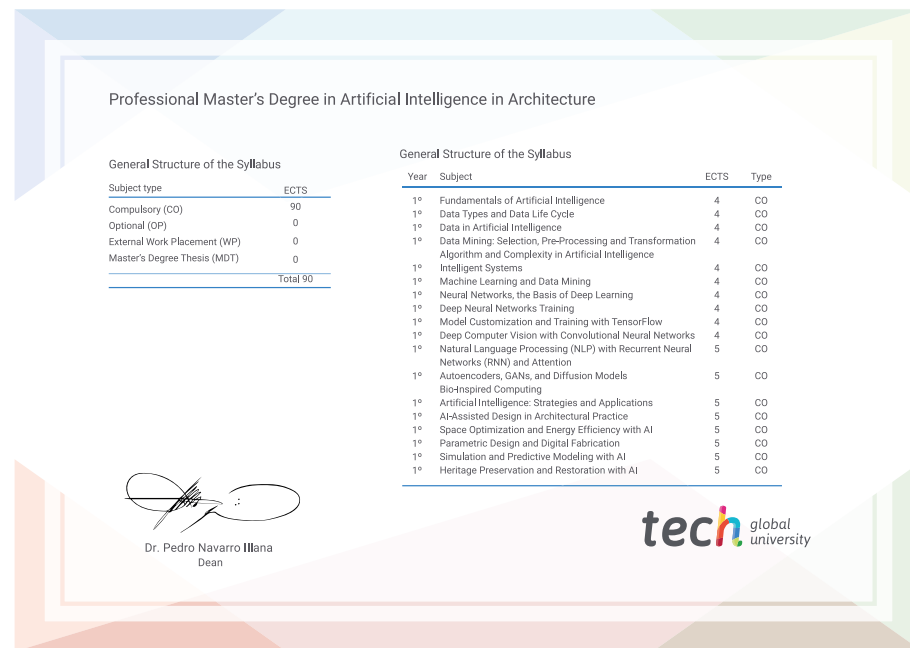 Professional Master's Degree in Artificial Intelligence in Architecture
General Structure of the Syllabus
Subject type ECTS
Compulsory (CO) 90
Optional (OP) 0
External Work Placement (WP) 0
Master's Degree Thesis (MDT) 0
Total 90
General Structure of the Syllabus
Year Subject ECTS Type
1º Fundamentals of Artificial Intelligence 4 CO
1º Data Types and Data Life Cycle 4 CO
1º Data in Artificial Intelligence 4 CO
1º Data Mining: Selection, Pre-Processing and Transformation 4 CO
Algorithm and Complexity in Artificial Intelligence
1º Intelligent Systems 4 CO
1º Machine Learning and Data Mining 4 CO
1º Neural Networks, the Basis of Deep Learning 4 CO
1º Deep Neural Networks Training 4 CO
1º Model Customization and Training with TensorFlow 4 CO
1º Deep Computer Vision with Convolutional Neural Networks 4 CO
1º Natural Language Processing (NLP) with Recurrent Neural 5 CO
Networks (RNN) and Attention
1º Autoencoders, GANs, and Diffusion Models 5 CO
Bio-Inspired Computing
1º Artificial Intelligence: Strategies and Applications 5 CO
1º AI-Assisted Design in Architectural Practice 5 CO
1º Space Optimization and Energy Efficiency with AI 5 CO
1º Parametric Design and Digital Fabrication 5 CO
1º Simulation and Predictive Modeling with AI 5 CO
1º Heritage Preservation and Restoration with AI 5 CO
Dr. Pedro Navarro Illana
Dean
tech global
university